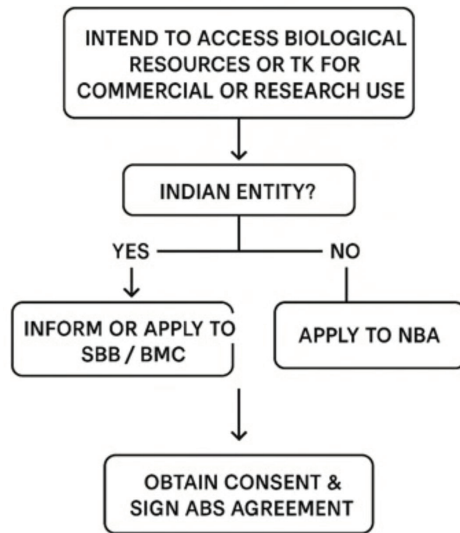 INTEND TO ACCESS BIOLOGICAL
RESOURCES OR TK FOR
COMMERCIAL OR RESEARCH USE
INDIAN ENTITY?
YES
NO
INFORM OR APPLY TO
SBB / BMC
APPLY TO NBA
OBTAIN CONSENT &
SIGN ABS AGREEMENT